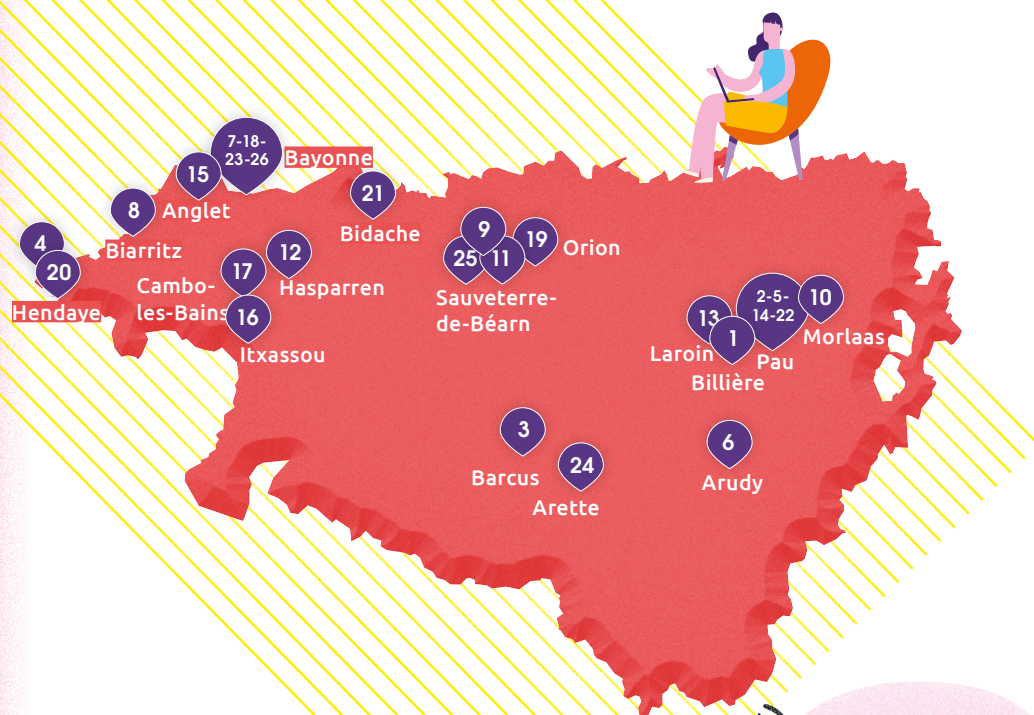 7-18-
23-26
Bayonne
15
Anglet
21
Bidache
8
Biarritz
4
20
Hendaye
12
Hasparren
17
Cambo-
les-Bains
16
Itxassou
9
25
11
19
Orion
Sauveterre-
de-Béarn
2-5-
14-22
Pau
10
Morlaas
13
Laroin
1
Billière
3
Barcus
24
Arette
6
Arudy